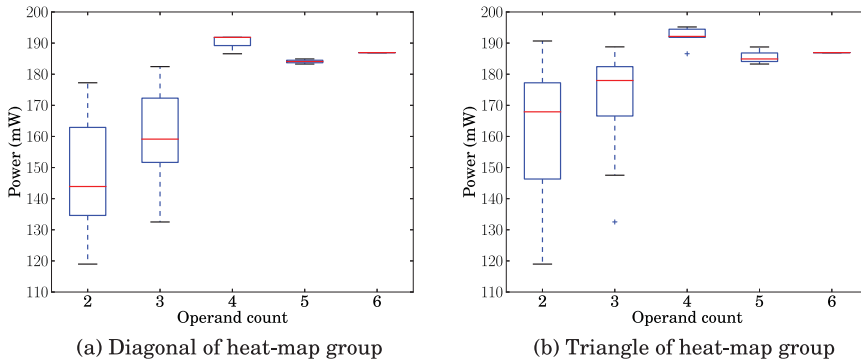 200
190
180
170
160
150
140
130
120
110
Power (mW)
2 3 4 5 6
Operand count
(a) Diagonal of heat-map group
200
190
180
170
160
150
140
130
120
110
Power (mW)
2 3 4 5 6
Operand count
(b) Triangle of heat-map group